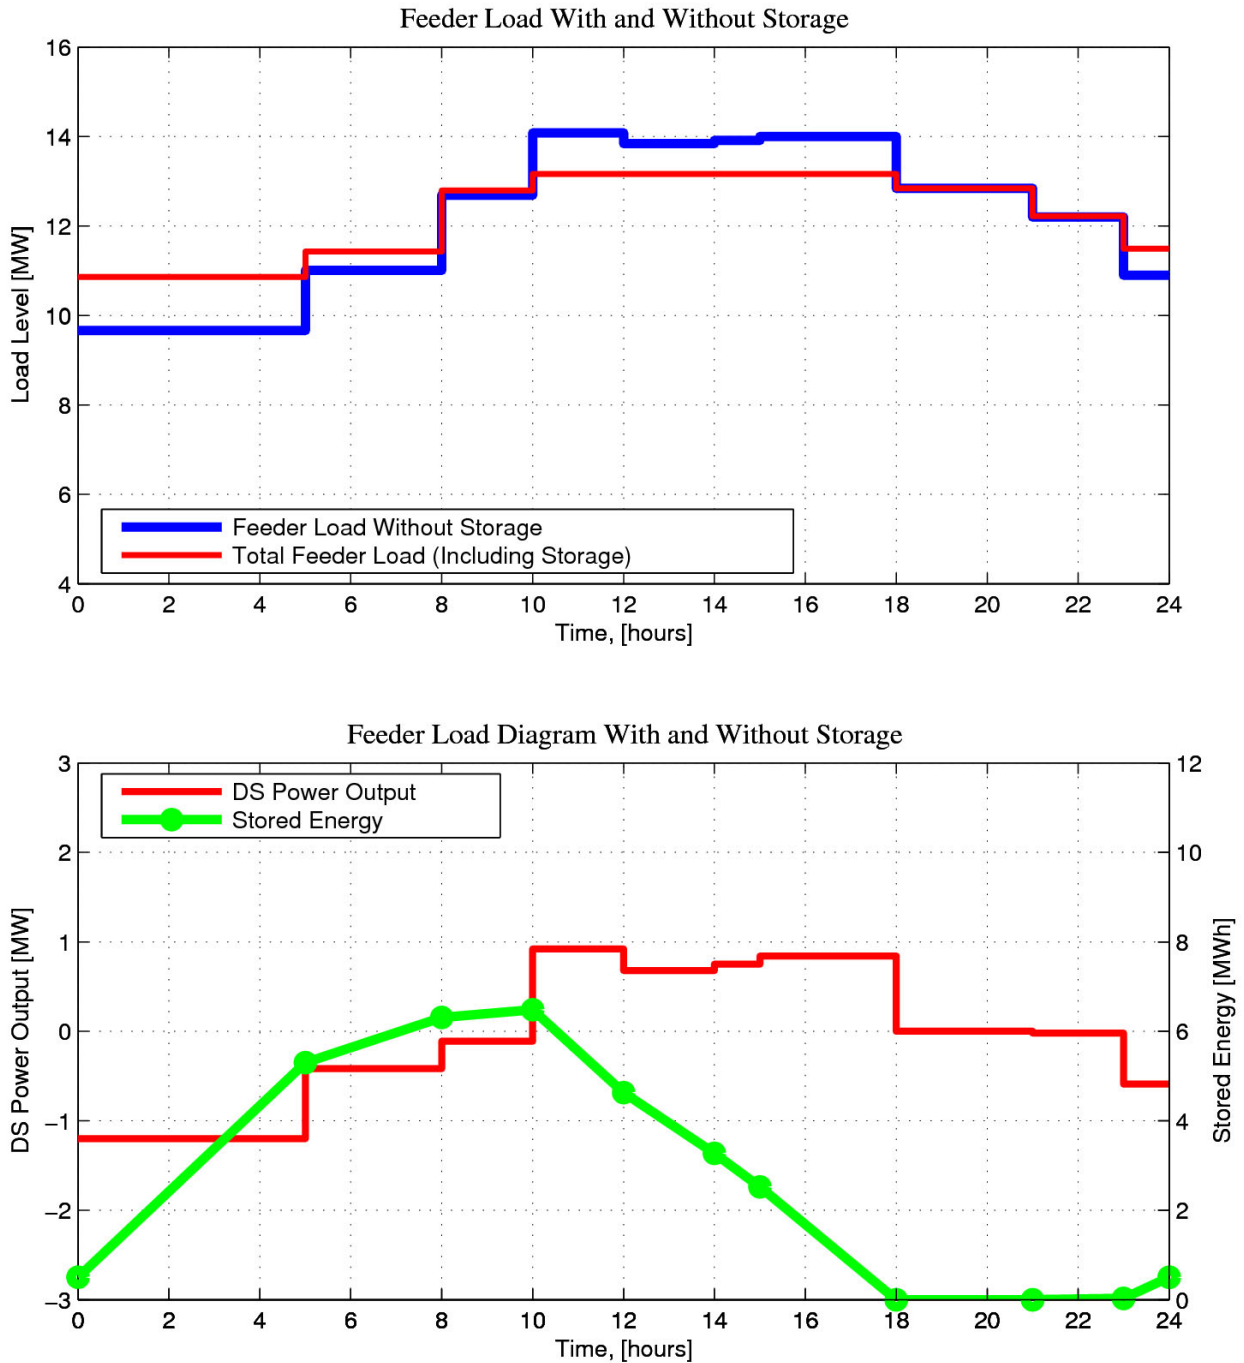 Feeder Load With and Without Storage
16
14
12
10
8
6
4
Load Level [MW]
Feeder Load Without Storage
Total Feeder Load (Including Storage)
0 2 4 6 8 10 12 14 16 18 20 22 24
Time, [hours]
Feeder Load Diagram With and Without Storage
3
2
1
0
−1
−2
−3
DS Power Output [MW]
DS Power Output
Stored Energy
12
10
8
6
4
2
0
Stored Energy [MWh]
0 2 4 6 8 10 12 14 16 18 20 22 24
Time, [hours]